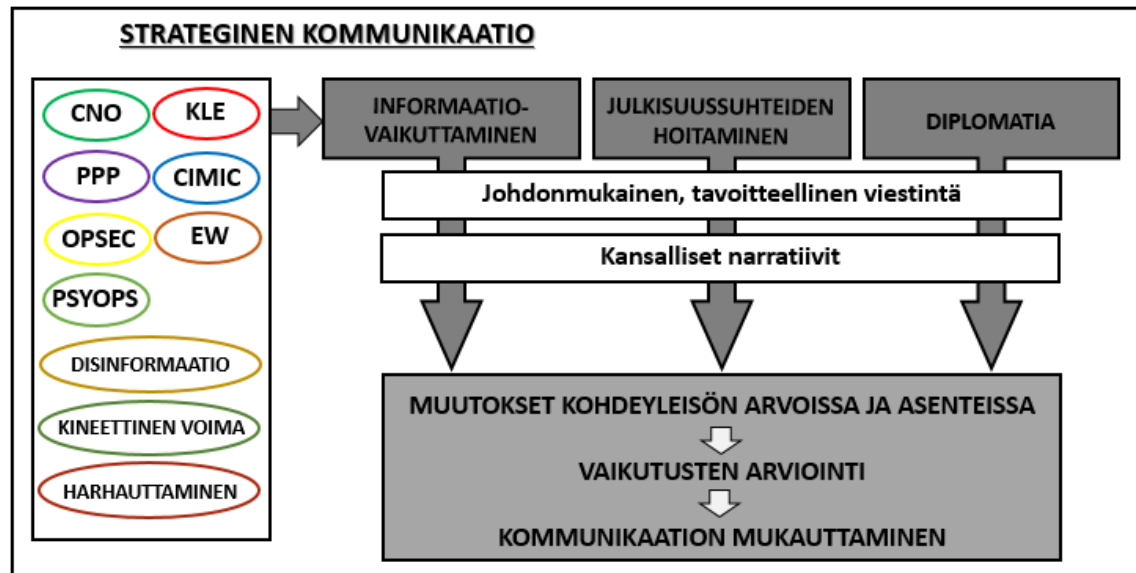 STRATEGINEN KOMMUNIKAATIO
CNO
KLE
PPP
CIMIC
OPSEC
EW
PSYOPS
DISINFORMAATIO
KINEETTINEN VOIMA
HARHAUTTAMINEN
INFORMAATIO-
VAIKUTTAMINEN
JULKISUUSSUHTEIDEN
HOITAMINEN
DIPLOMATIA
Johdonmukainen, tavoitteellinen viestintä
Kansalliset narratiivit
MUUTOKSET KOHDEYLEISÖN ARVOISSA JA ASENTEISSA
VAIKUTUSTEN ARVIOINTI
KOMMUNIKAATION MUKAUTTAMINEN